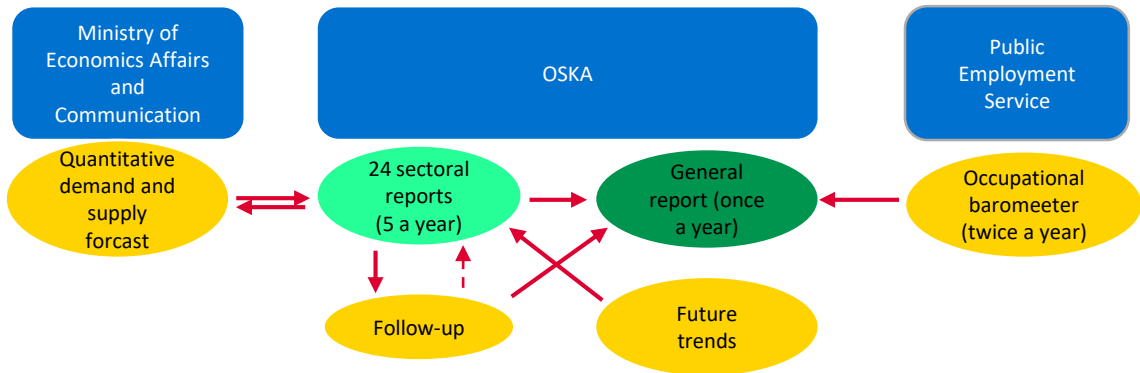 Ministry of
Economics Affairs
and
Communication
OSKA
Public
Employment
Service
Quantitative
demand and
supply
forcast
24 sectoral
reports
(5 a year)
General
report (once
a year)
Occupational
baromeeter
(twice a year)
Follow-up
Future
trends